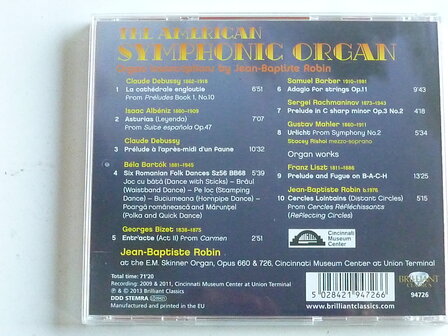 THE AMERICAN
SYMPHONIC ORGAN
Organ transcriptions by Jean-Baptiste Robin
Claude Debussy 1862-1918
1 La cathédrale engloutie 6'51
From Préludes Book 1, No.10
Isaac Albéniz 1860-1909
2 Asturias (Leyenda) 7'07
From Suite española Op.47
Claude Debussy
3 Prélude à l'après-midi d'un Faune 10'
Béla Bartók 1881-1945
4 Six Romanian Folk Dances Sz56 BB68 5'39
Joc cu bâtă (Dance with Sticks) – Brâul
(Waistband Dance) – Pe loc (Stamping
Dance) – Buciumeana (Hornpipe Dance) –
Poargă românească and Mărunţel
(Polka and Quick Dance)
Georges Bizet 1838-1875
5 Entr'acte (Act II) From Carmen
Samuel Barber 1910-1981
6 Adagio For strings Op.11 9'43
Sergei Rachmaninov 1873-1943
7 Prelude in C sharp minor Op.3 No.2 4'18
Gustav Mahler 1860-1911
8 Urlicht From Symphony No.2 5'34
Stacey Rishoi mezzo-soprano
Organ works
Franz Liszt 1811-1886
9 Prelude and Fugue on B-A-C-H 13'25
Jean-Baptiste Robin b.1976
10 Cercles Lointains (Distant Circles) 5'15
From Cercles Réfléchissants
(Reflecting Circles)
Cincinnati
Museum
Center
Jean-Baptiste Robin
at the E.M. Skinner Organ, Opus 660 & 726, Cincinnati Museum Center at Union Terminal
Total time: 71'20
Recording: 2009 & 2011, Cincinnati Museum Center at Union Terminal
℗ & © 2013 Brilliant Classics
DDD STEMRA
Manufactured and printed in the EU
5 028421 947266
BRILLIANT
CLASSICS
www.brilliantclassics.com
94726